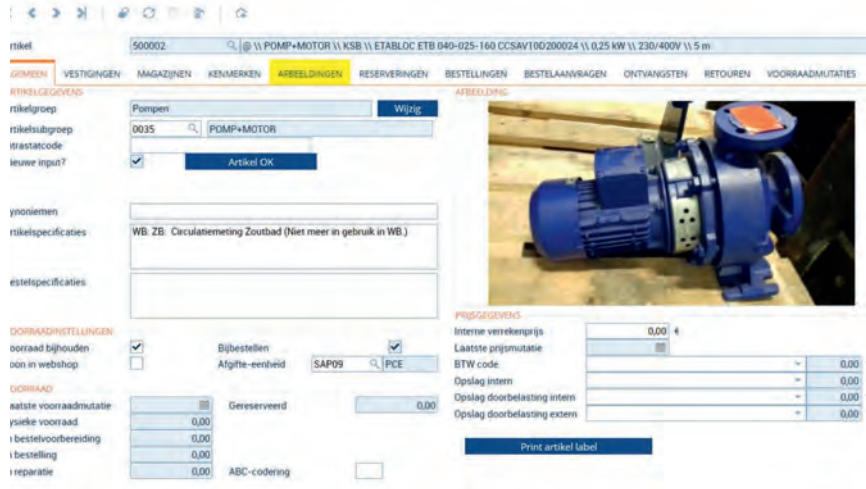 rtikel 500002 @ \\ POMP+MOTOR \\ KSB \\ ETABLOC ETB 040-025-160 CCSAV10D200024 \\ 0,25 kW \\ 230/400V \\ 5 m
GEMEEN VESTIGINGEN MAGAZIJNEN KENMERKEN AFBEELDINGEN RESERVERINGEN BESTELLINGEN BESTELAANVRAGEN ONTVANGSTEN RETOUREN VOORRAADMUTATIES
RTIKELGEGEVENS
rtikelgroep Pompen Wijzig
rtikelsubgroep 0035 POMP+MOTOR
trastatcode
ieuwe input? Artikel OK
ynoniemen
rtikelspecificaties WB: ZB: Circulatiemeting Zoutbad (Niet meer in gebruik in WB.)
estelspecificaties
OORRAADINSTELLINGEN
oorraad bijhouden Bijbestellen
oon in webshop Afgifte-eenheid SAP09 PCE
OORRAAD
aatste voorraadmutatie Gereserveerd 0,00
ysieke voorraad 0,00
bestelvoorbereiding 0,00
bestelling 0,00
reparatie 0,00 ABC-codering
AFBEELDING
PRIJSGEGEVENS
Interne verrekenprijs 0,00 €
Laatste prijsmutatie
BTW code 0,00
Opslag intern 0,00
Opslag doorbelasting intern 0,00
Opslag doorbelasting extern 0,00
Print artikel label